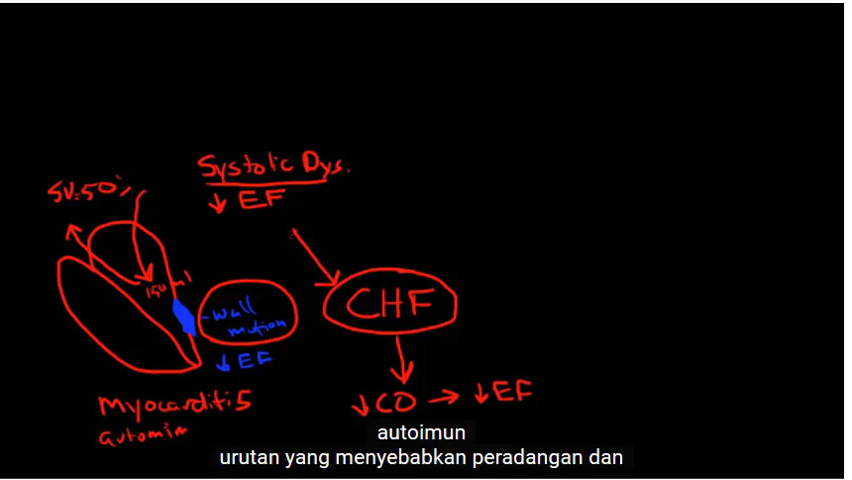 Systolic Dys.
↓ EF
SV=50%
150 ml
- wall
motion
↓ EF
CHF
↓CO → ↓EF
Myocarditis
autoimm
autoimun
urutan yang menyebabkan peradangan dan